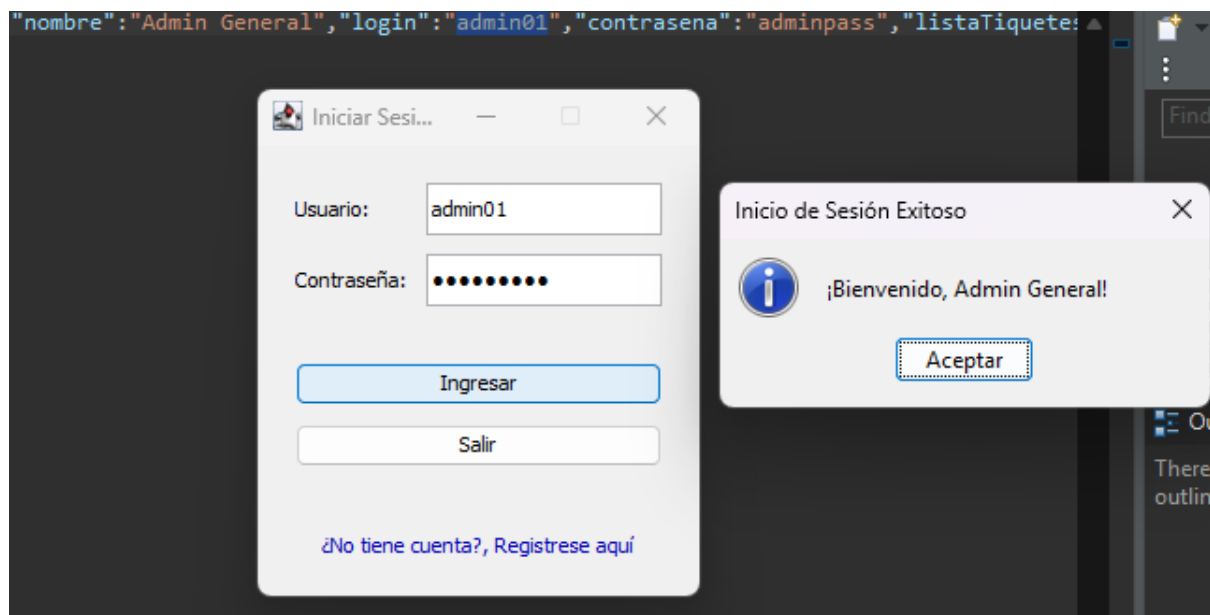 "nombre":"Admin General","login":"admin01","contrasena":"adminpass","listaTiquetes
Iniciar Sesi...
Find
Usuario:
admin01
Inicio de Sesión Exitoso
Contraseña:
●●●●●●●●●
¡Bienvenido, Admin General!
Ingresar
Aceptar
Salir
Ou
There
outlin
¿No tiene cuenta?, Registrese aquí